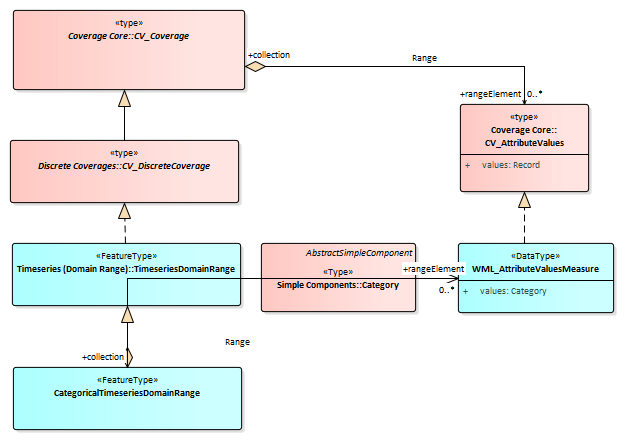 «type»
Coverage Core::CV_Coverage
+collection
Range
+rangeElement 0..*
«type»
Coverage Core::
CV_AttributeValues
+ values: Record
«type»
Discrete Coverages::CV_DiscreteCoverage
«FeatureType»
Timeseries (Domain Range)::TimeseriesDomainRange
AbstractSimpleComponent
«Type»
Simple Components::Category
+rangeElement
0..*
«DataType»
WML_AttributeValuesMeasure
+ values: Category
Range
+collection
«FeatureType»
CategoricalTimeseriesDomainRange